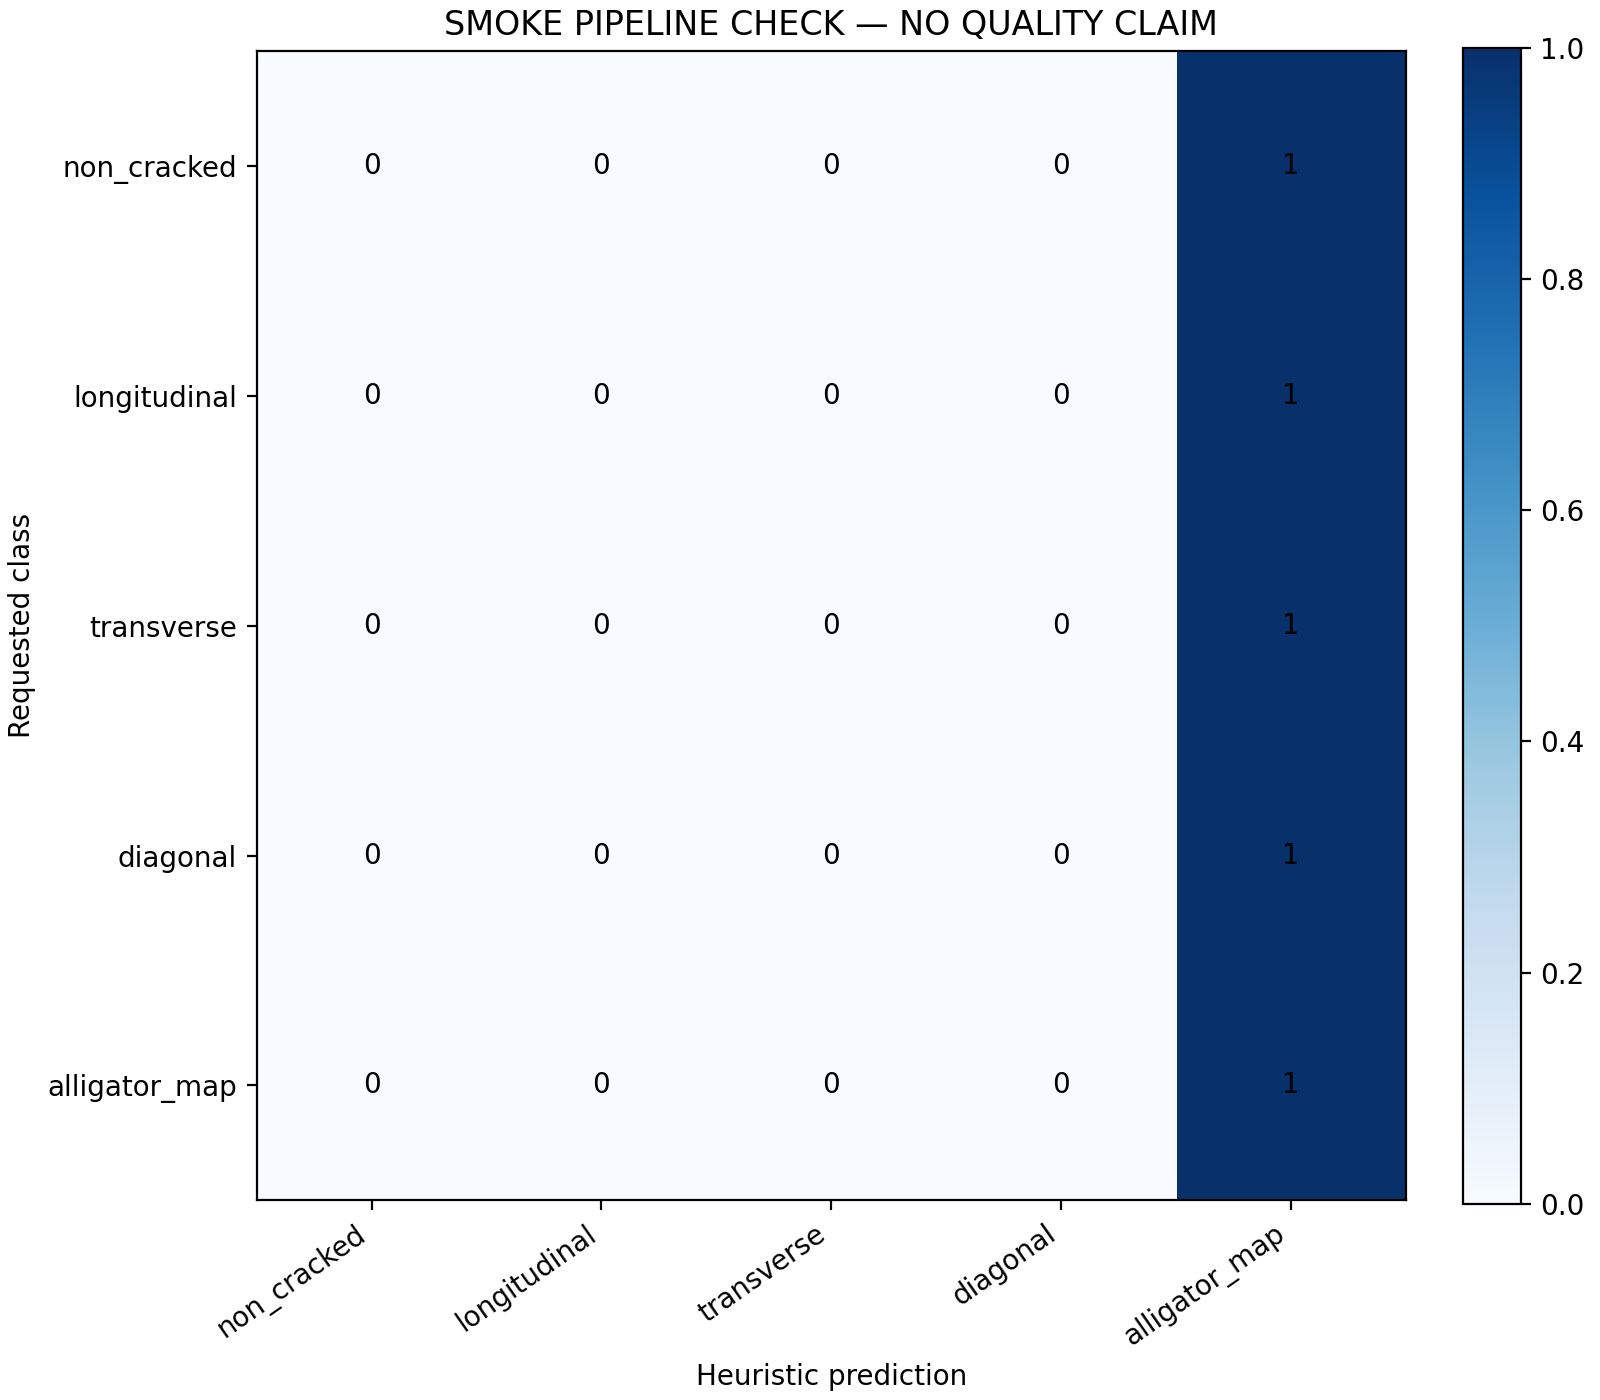 SMOKE PIPELINE CHECK — NO QUALITY CLAIM
1.0
0.8
0.6
0.4
0.2
0.0
Requested class
non_cracked 0 0 0 0 1
longitudinal 0 0 0 0 1
transverse 0 0 0 0 1
diagonal 0 0 0 0 1
alligator_map 0 0 0 0 1
non_cracked longitudinal transverse diagonal alligator_map
Heuristic prediction